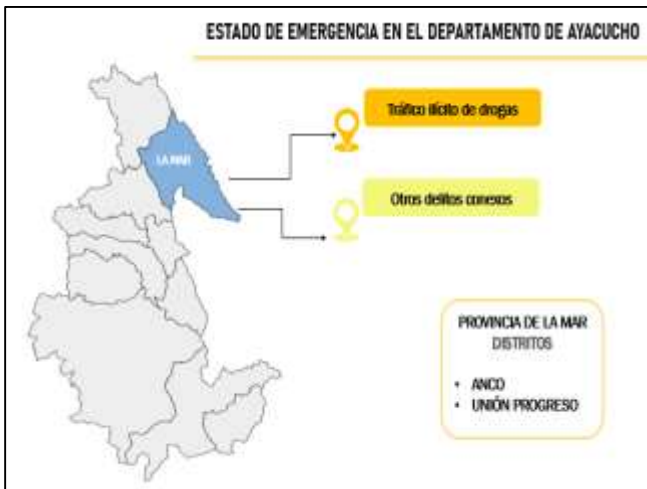 ESTADO DE EMERGENCIA EN EL DEPARTAMENTO DE AYACUCHO
Tráfico ilícito de drogas
LA MAR
Otros delitos conexos
PROVINCIA DE LA MAR
DISTRITOS
• ANCO
• UNIÓN PROGRESO